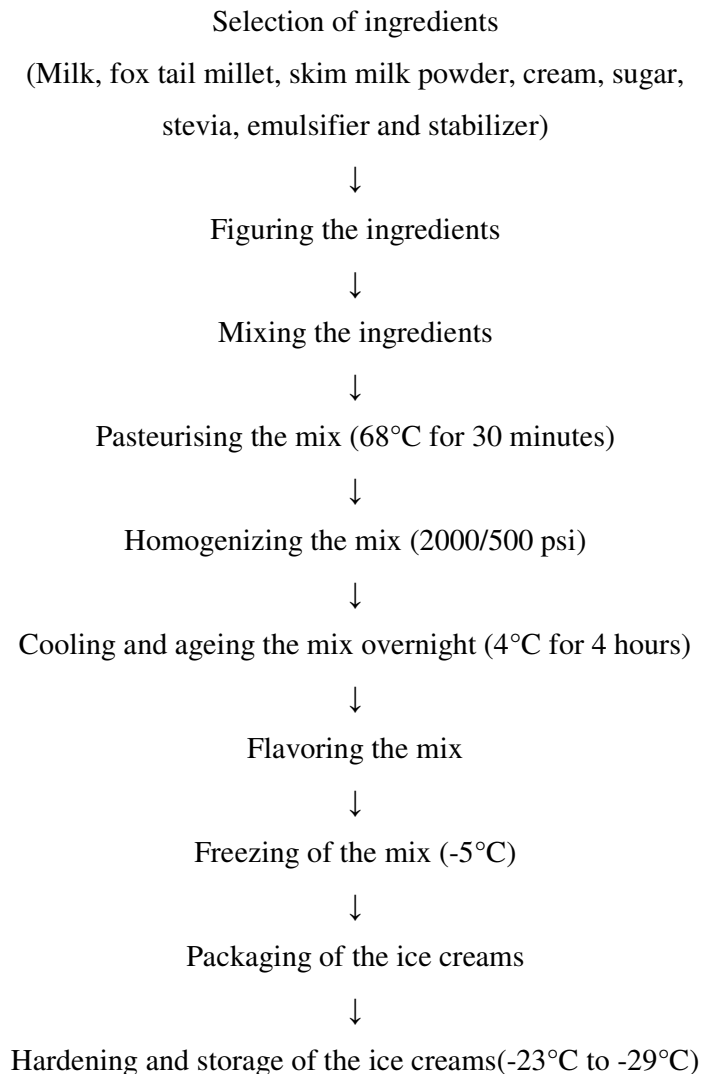 Selection of ingredients
(Milk, fox tail millet, skim milk powder, cream, sugar,
stevia, emulsifier and stabilizer)
↓
Figuring the ingredients
↓
Mixing the ingredients
↓
Pasteurising the mix (68°C for 30 minutes)
↓
Homogenizing the mix (2000/500 psi)
↓
Cooling and ageing the mix overnight (4°C for 4 hours)
↓
Flavoring the mix
↓
Freezing of the mix (-5°C)
↓
Packaging of the ice creams
↓
Hardening and storage of the ice creams(-23°C to -29°C)